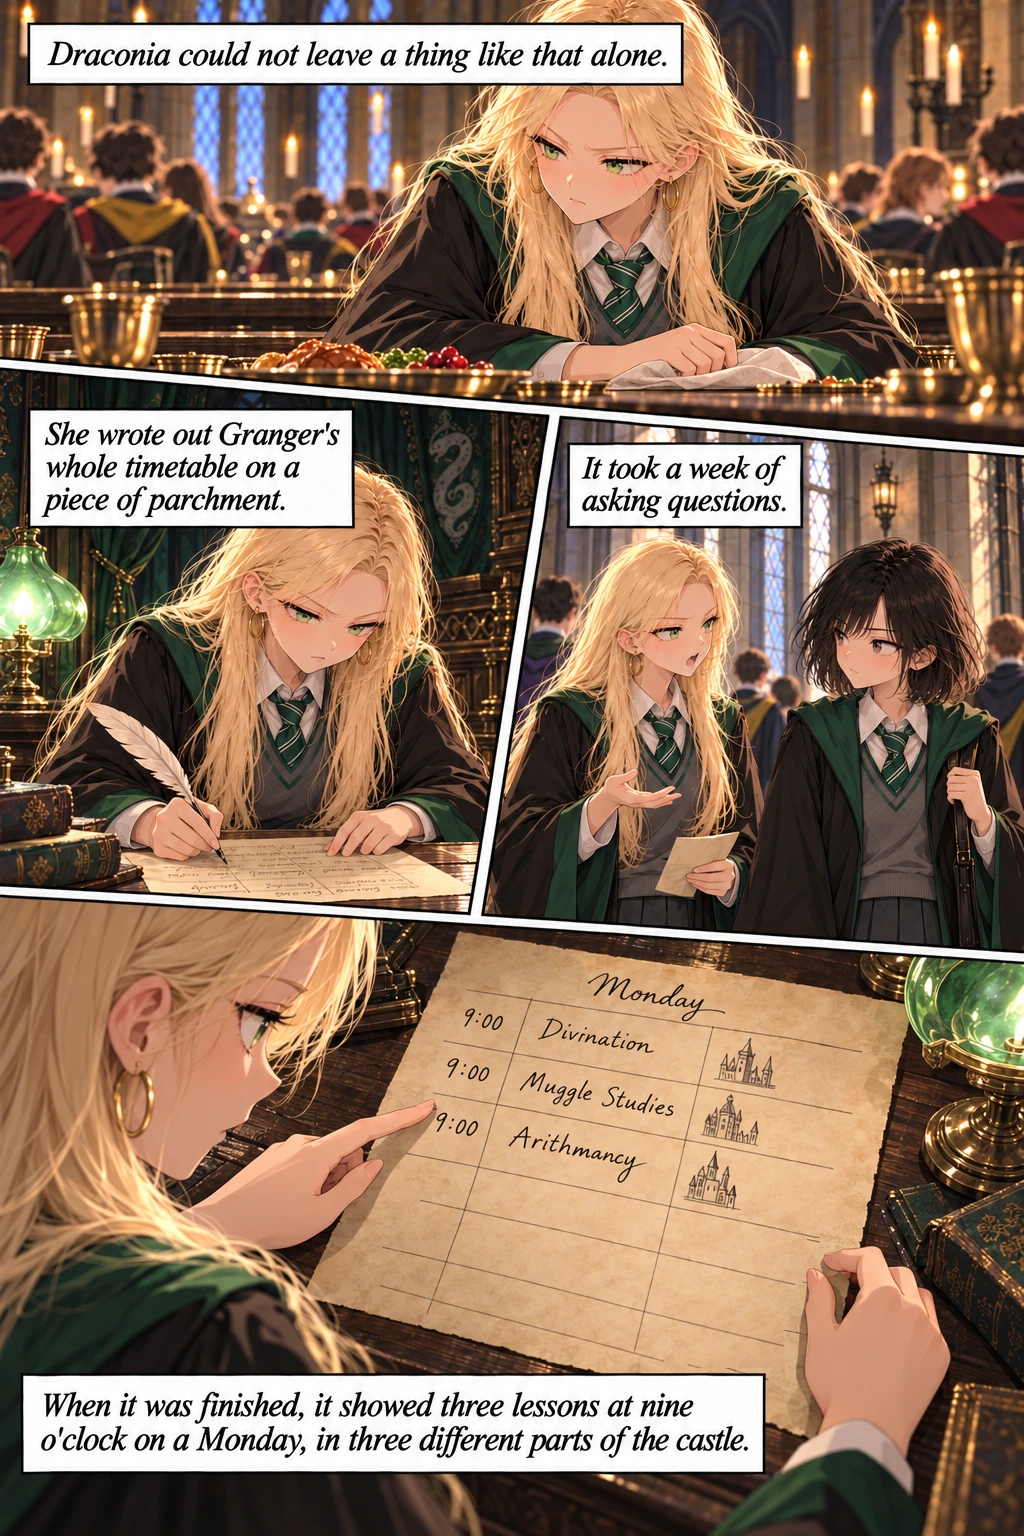 Draconia could not leave a thing like that alone.
She wrote out Granger's
whole timetable on a
piece of parchment.
It took a week of
asking questions.
Monday
9:00 Divination
9:00 Muggle Studies
9:00 Arithmancy
When it was finished, it showed three lessons at nine
o'clock on a Monday, in three different parts of the castle.